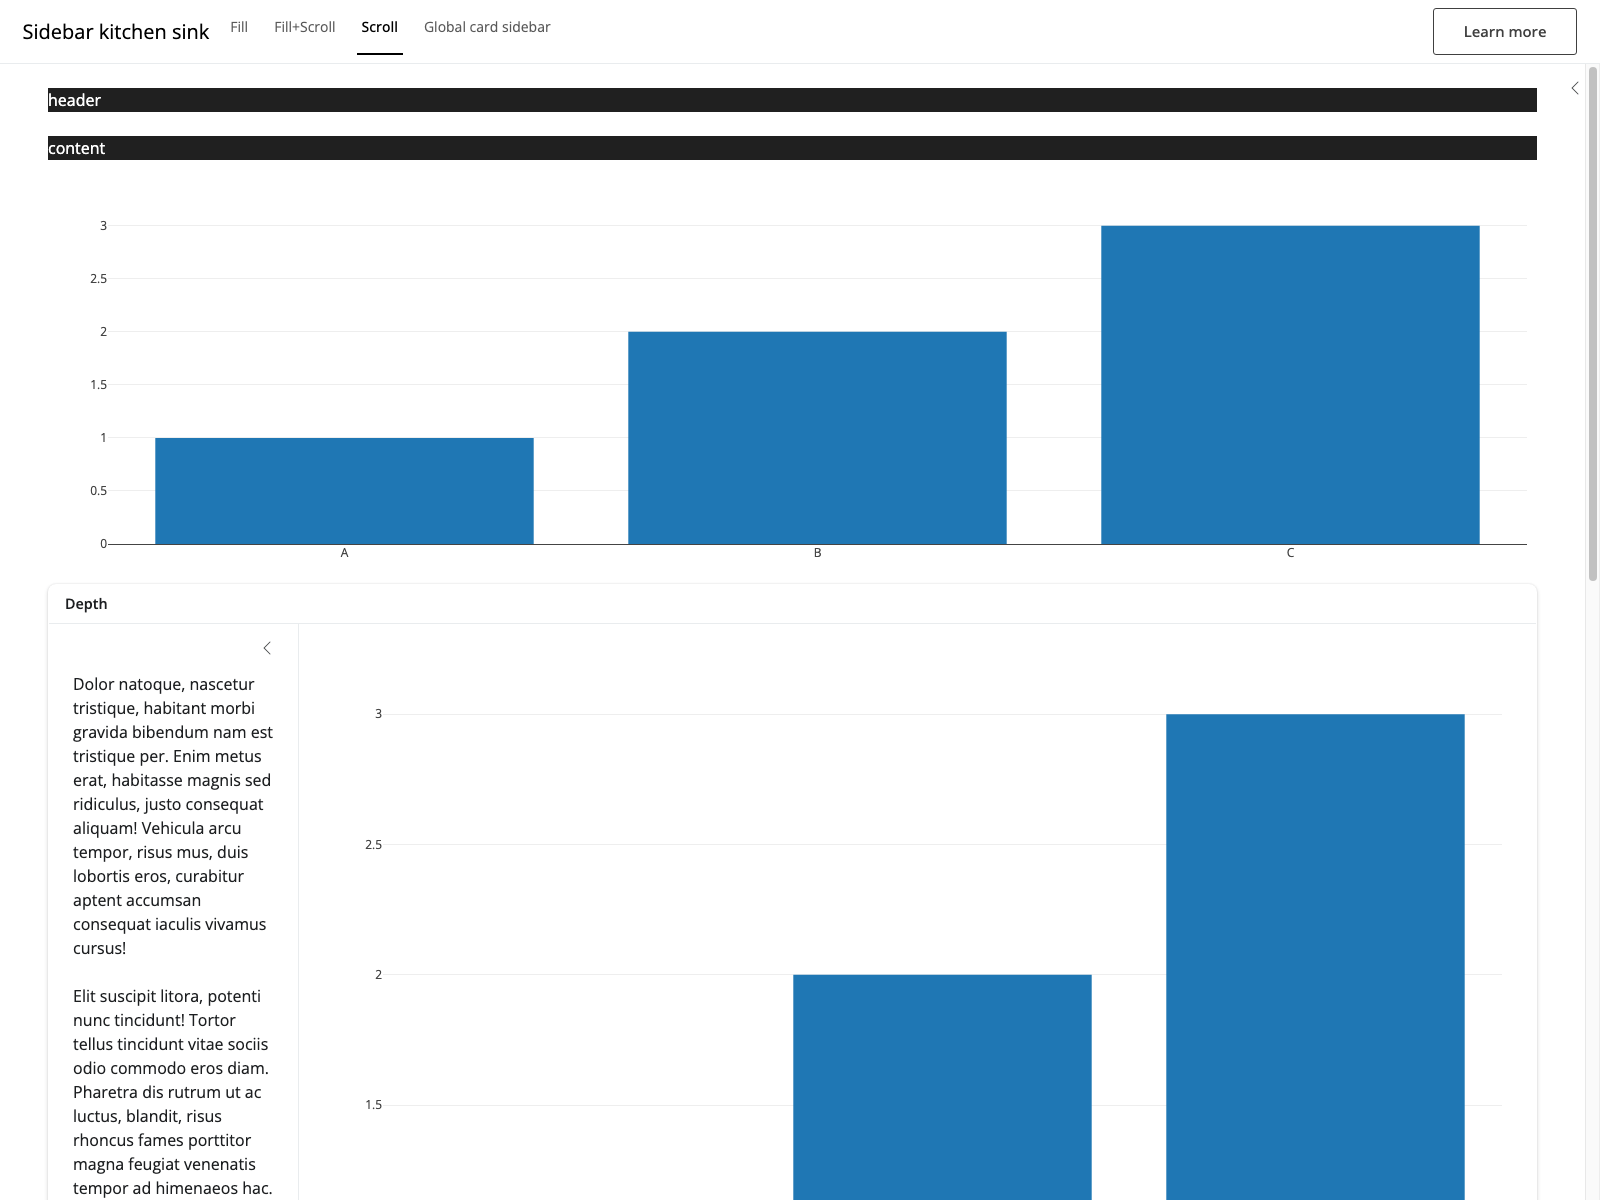 Sidebar kitchen sink
Fill
Fill+Scroll
Scroll
Global card sidebar
Learn more
header
content
3
2.5
2
1.5
1
0.5
0
A
B
C
Depth
Dolor natoque, nascetur
tristique, habitant morbi
gravida bibendum nam est
tristique per. Enim metus
erat, habitasse magnis sed
ridiculus, justo consequat
aliquam! Vehicula arcu
tempor, risus mus, duis
lobortis eros, curabitur
aptent accumsan
consequat iaculis vivamus
cursus!
Elit suscipit litora, potenti
nunc tincidunt! Tortor
tellus tincidunt vitae sociis
odio commodo eros diam.
Pharetra dis rutrum ut ac
luctus, blandit, risus
rhoncus fames porttitor
magna feugiat venenatis
tempor ad himenaeos hac.
3
2.5
2
1.5